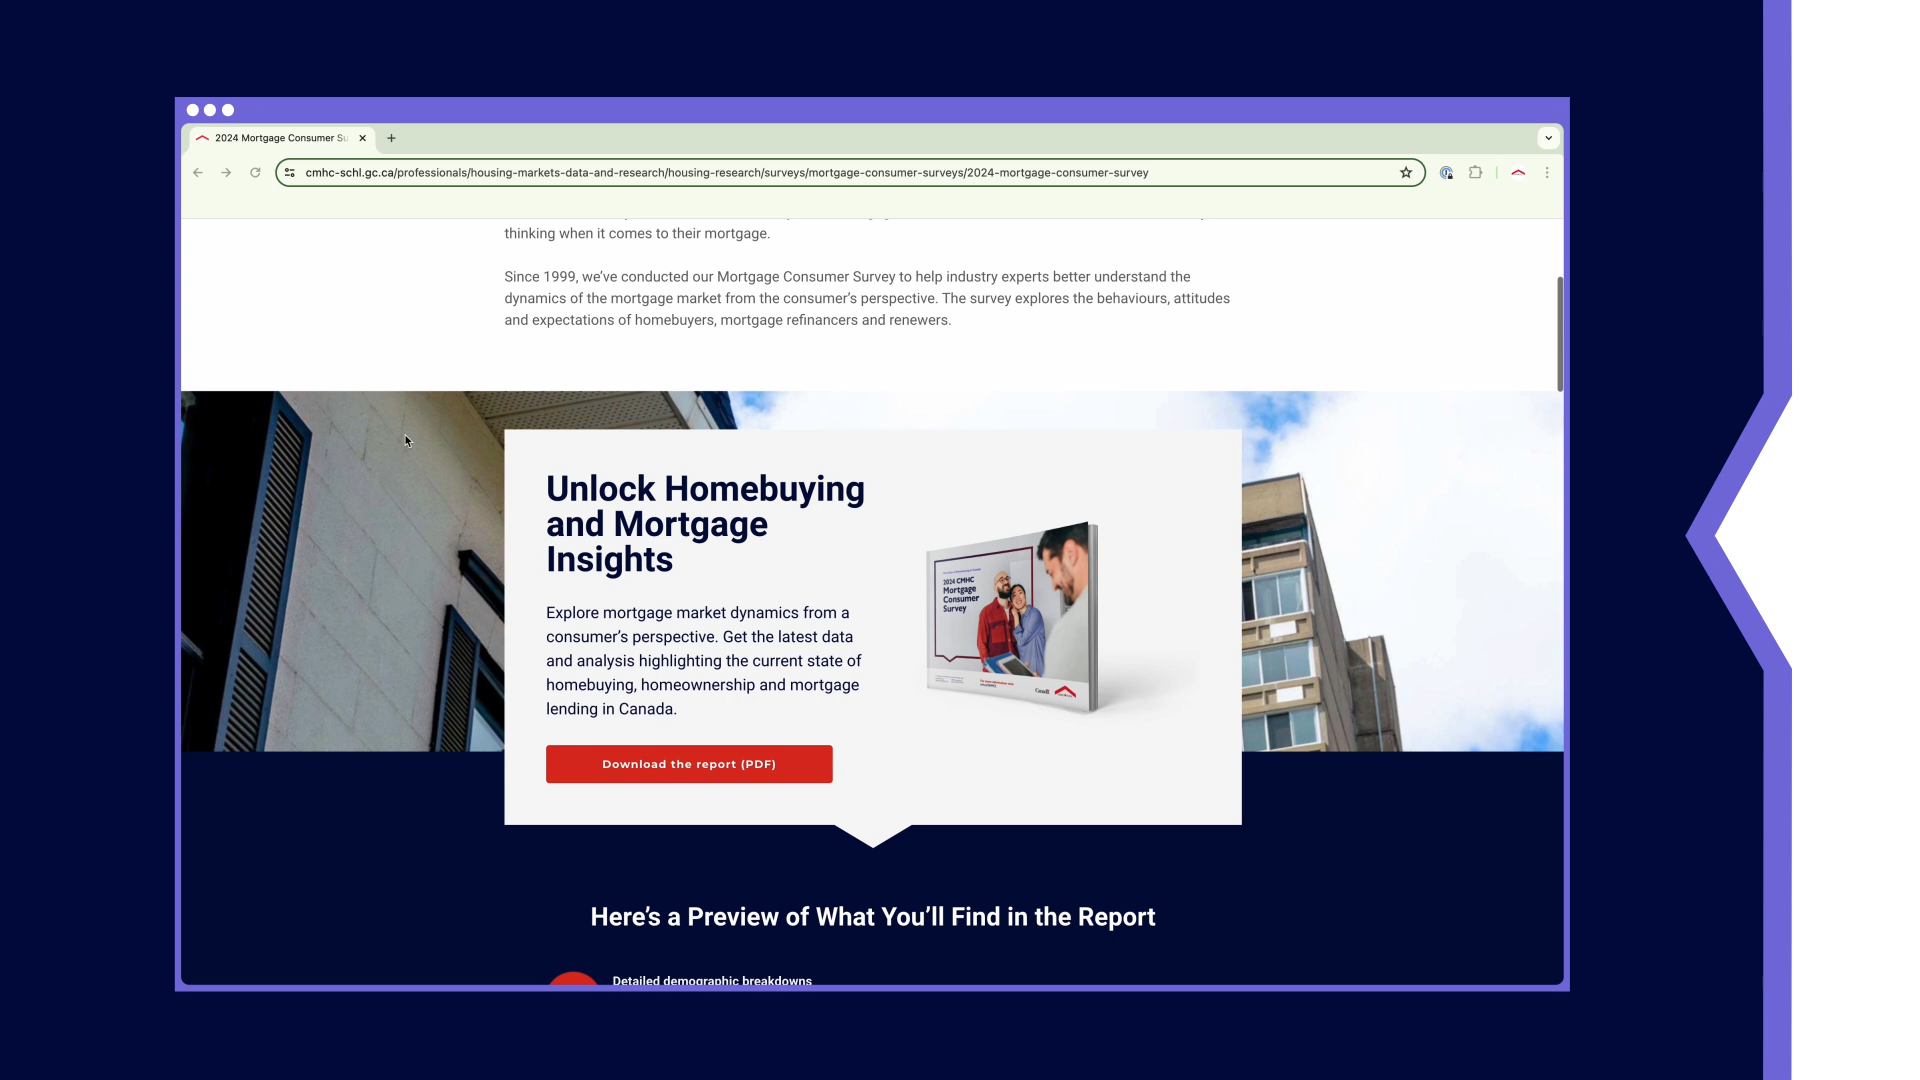 2024 Mortgage Consumer Su
cmhc-schl.gc.ca/professionals/housing-markets-data-and-research/housing-research/surveys/mortgage-consumer-surveys/2024-mortgage-consumer-survey
thinking when it comes to their mortgage.
Since 1999, we’ve conducted our Mortgage Consumer Survey to help industry experts better understand the
dynamics of the mortgage market from the consumer’s perspective. The survey explores the behaviours, attitudes
and expectations of homebuyers, mortgage refinancers and renewers.
Unlock Homebuying
and Mortgage
Insights
Explore mortgage market dynamics from a
consumer’s perspective. Get the latest data
and analysis highlighting the current state of
homebuying, homeownership and mortgage
lending in Canada.
Download the report (PDF)
2024 CMHC
Mortgage
Consumer
Survey
Canada
Here’s a Preview of What You’ll Find in the Report
Detailed demographic breakdowns